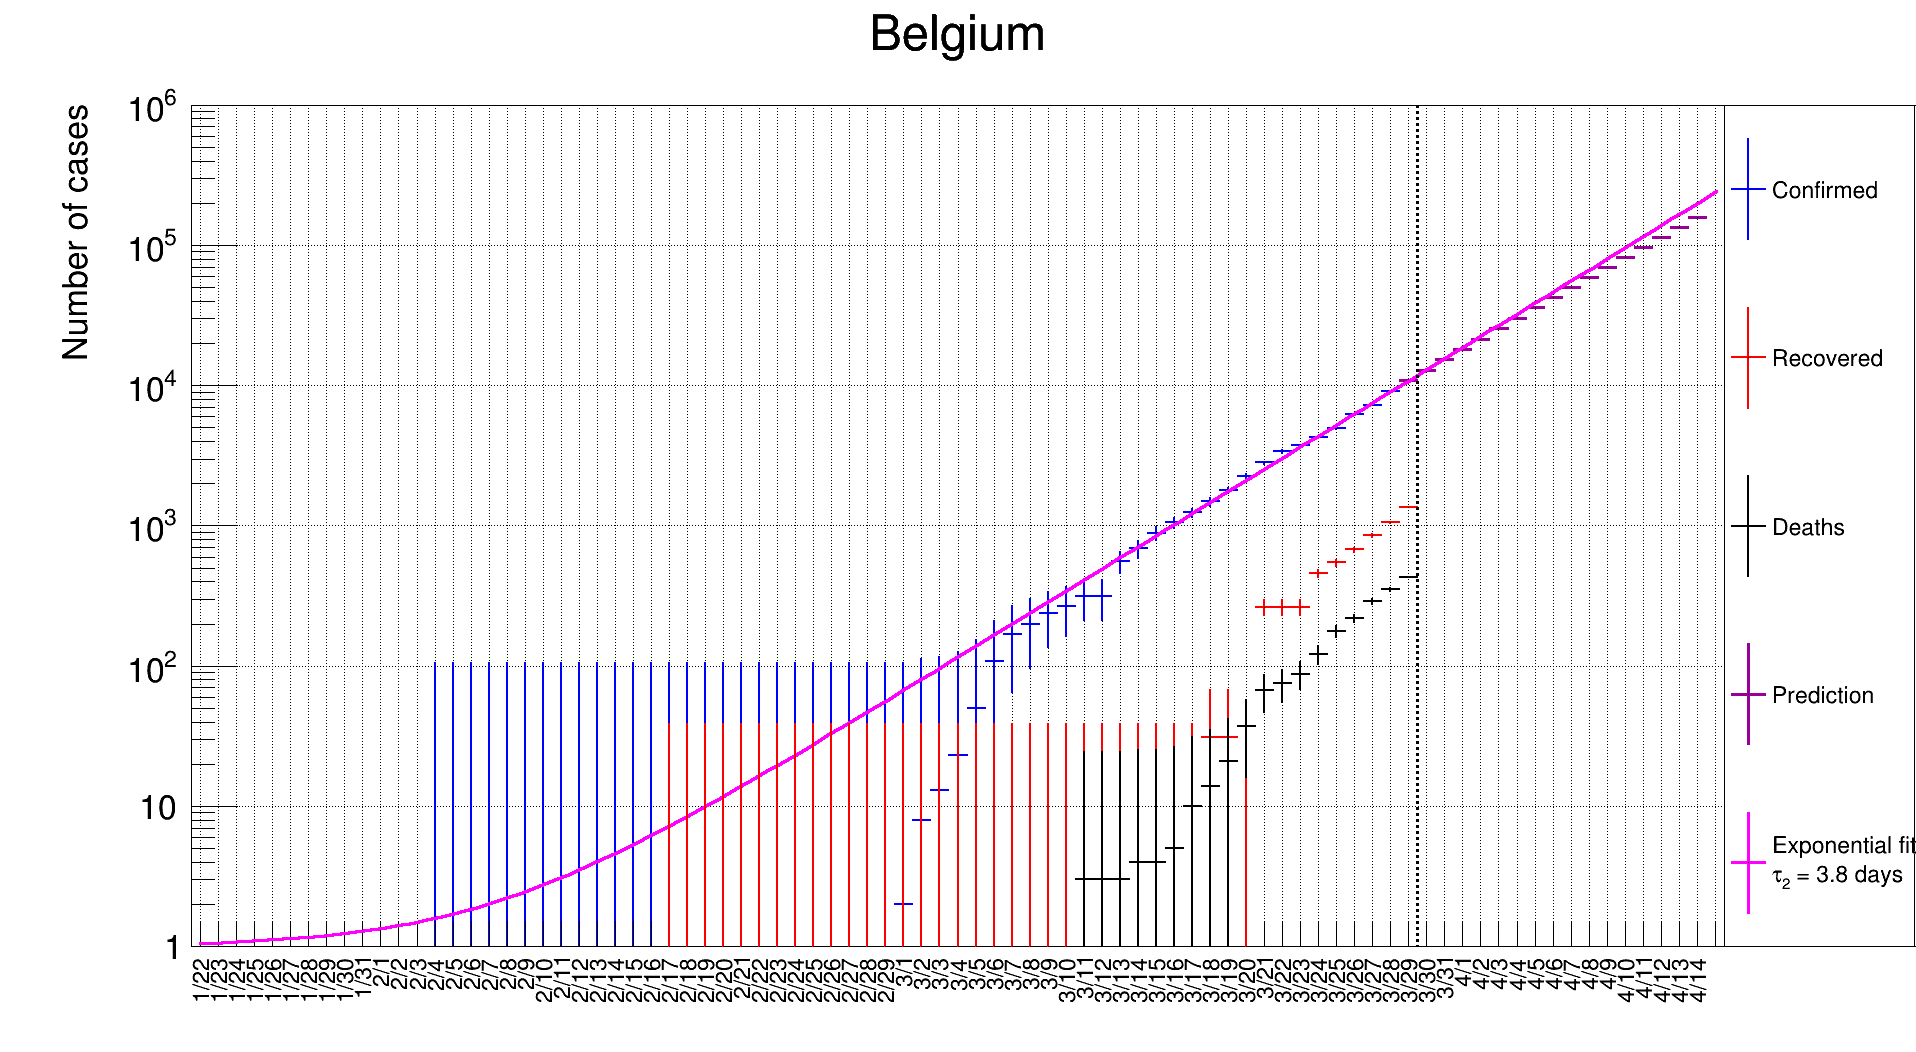 Belgium
Number of cases
10^6
10^5
10^4
10^3
10^2
10
1
1/22 1/23 1/24 1/25 1/26 1/27 1/28 1/29 1/30 1/31 2/1 2/2 2/3 2/4 2/5 2/6 2/7 2/8 2/9 2/10 2/11 2/12 2/13 2/14 2/15 2/16 2/17 2/18 2/19 2/20 2/21 2/22 2/23 2/24 2/25 2/26 2/27 2/28 2/29 3/1 3/2 3/3 3/4 3/5 3/6 3/7 3/8 3/9 3/10 3/11 3/12 3/13 3/14 3/15 3/16 3/17 3/18 3/19 3/20 3/21 3/22 3/23 3/24 3/25 3/26 3/27 3/28 3/29 3/30 3/31 4/1 4/2 4/3 4/4 4/5 4/6 4/7 4/8 4/9 4/10 4/11 4/12 4/13 4/14
Confirmed
Recovered
Deaths
Prediction
Exponential fit
τ₂ = 3.8 days